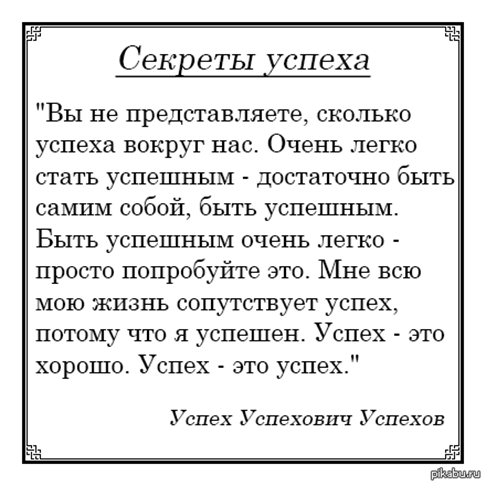 Секреты успеха
"Вы не представляете, сколько
успеха вокруг нас. Очень легко
стать успешным - достаточно быть
самим собой, быть успешным.
Быть успешным очень легко -
просто попробуйте это. Мне всю
мою жизнь сопутствует успех,
потому что я успешен. Успех - это
хорошо. Успех - это успех."
Успех Успехович Успехов
pikabu.ru